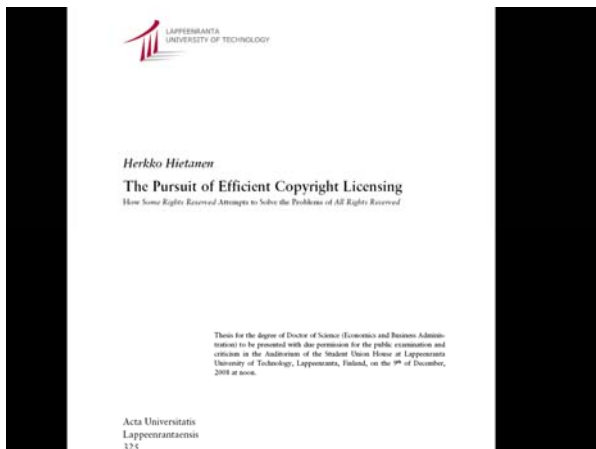 LAPPEENRANTA
UNIVERSITY OF TECHNOLOGY
Herkko Hietanen
The Pursuit of Efficient Copyright Licensing
How Some Rights Reserved Attempts to Solve the Problems of All Rights Reserved
Thesis for the degree of Doctor of Science (Economics and Business Adminis-
tration) to be presented with due permission for the public examination and
criticism in the Auditorium of the Student Union House at Lappeenranta
University of Technology, Lappeenranta, Finland, on the 9th of December,
2008 at noon.
Acta Universitatis
Lappeenrantaensis
325